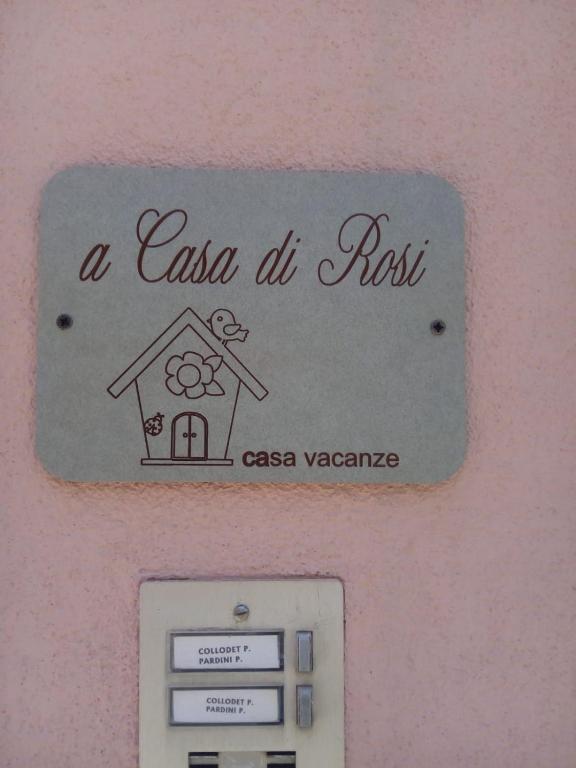 a Casa di Rosi
casa vacanze
COLLODET P.
PARDINI P.
COLLODET P.
PARDINI P.